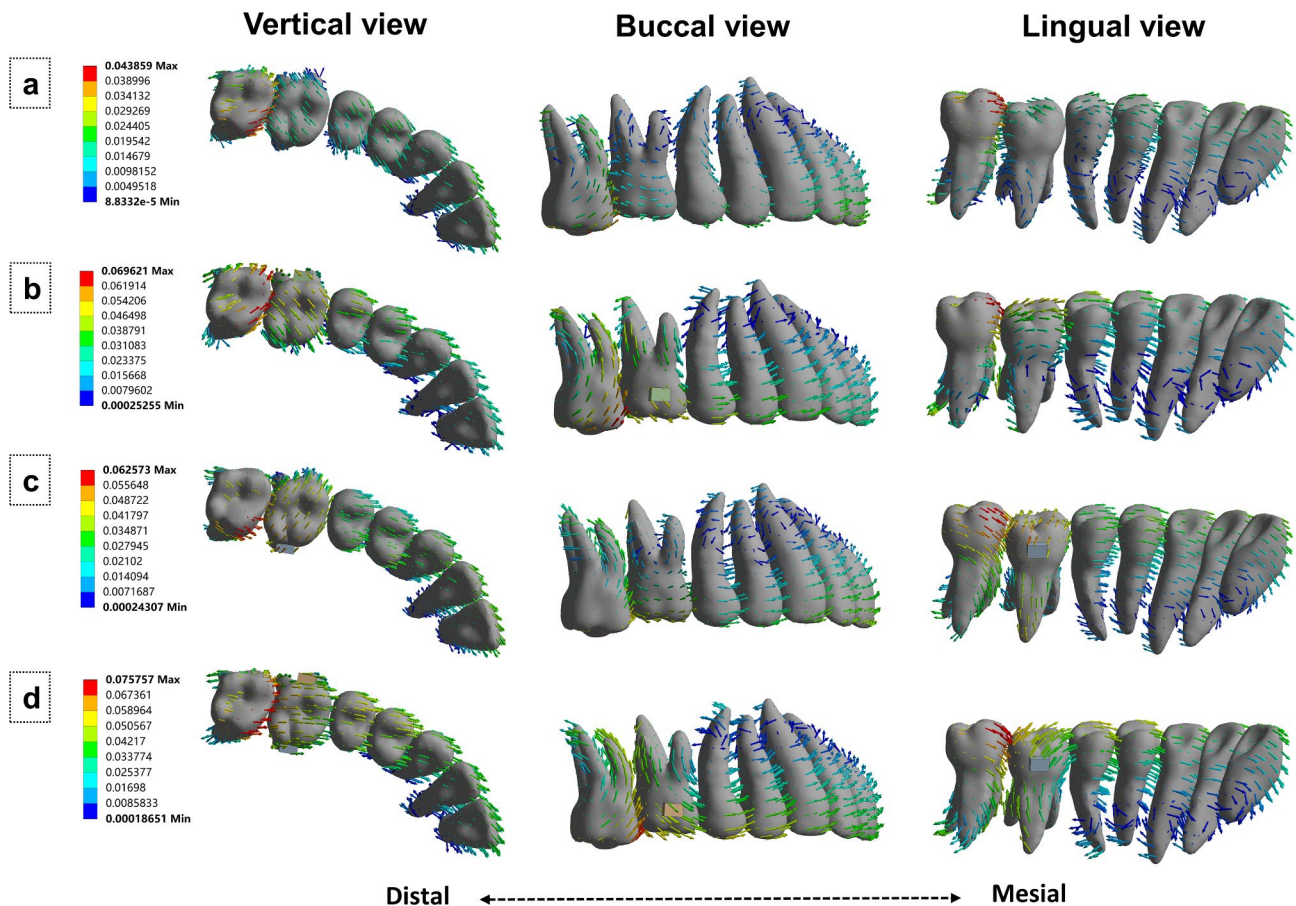 Vertical view
Buccal view
Lingual view
a
0.043859 Max
0.038996
0.034132
0.029269
0.024405
0.019542
0.014679
0.0098152
0.0049518
8.8332e-5 Min
b
0.069621 Max
0.061914
0.054206
0.046498
0.038791
0.031083
0.023375
0.015668
0.0079602
0.00025255 Min
c
0.062573 Max
0.055648
0.048722
0.041797
0.034871
0.027945
0.02102
0.014094
0.0071687
0.00024307 Min
d
0.075757 Max
0.067361
0.058964
0.050567
0.04217
0.033774
0.025377
0.01698
0.0085833
0.00018651 Min
Distal
Mesial